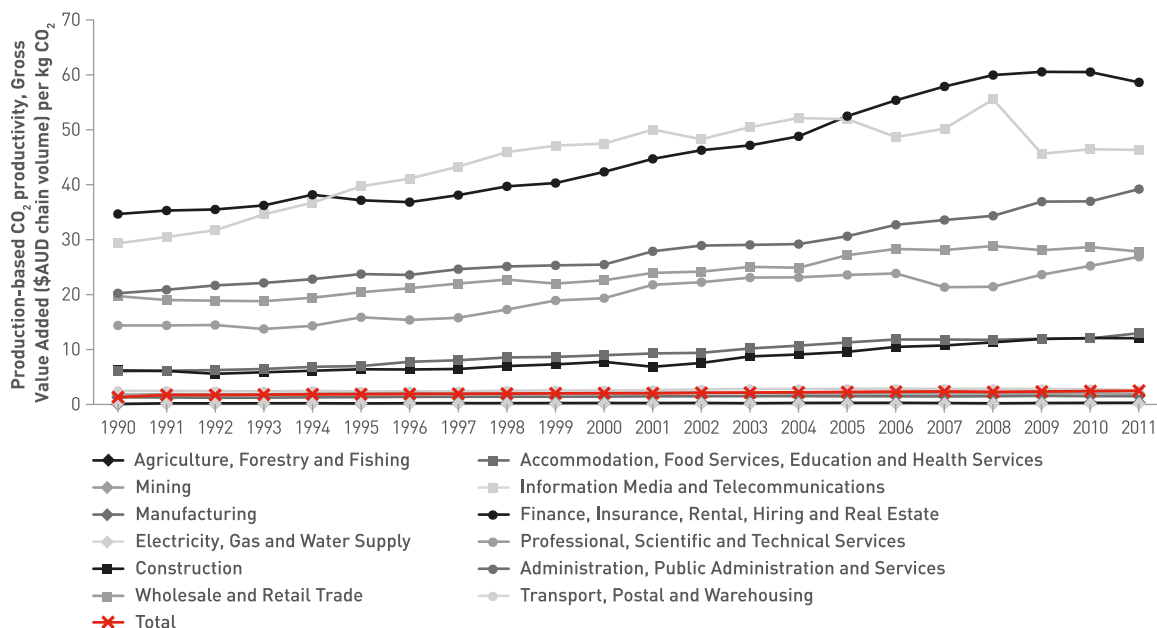 Production-based CO2 productivity, Gross
Value Added ($AUD chain volume) per kg CO2
70
60
50
40
30
20
10
0
1990 1991 1992 1993 1994 1995 1996 1997 1998 1999 2000 2001 2002 2003 2004 2005 2006 2007 2008 2009 2010 2011
Agriculture, Forestry and Fishing
Mining
Manufacturing
Electricity, Gas and Water Supply
Construction
Wholesale and Retail Trade
Total
Accommodation, Food Services, Education and Health Services
Information Media and Telecommunications
Finance, Insurance, Rental, Hiring and Real Estate
Professional, Scientific and Technical Services
Administration, Public Administration and Services
Transport, Postal and Warehousing